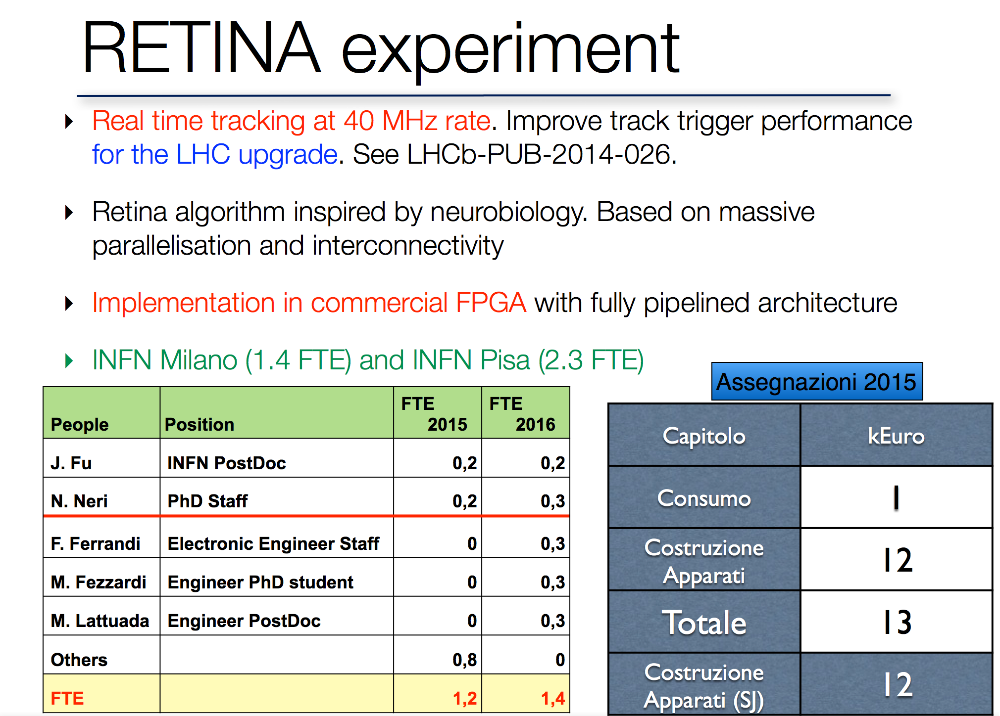 RETINA experiment
Real time tracking at 40 MHz rate. Improve track trigger performance
for the LHC upgrade. See LHCb-PUB-2014-026.
Retina algorithm inspired by neurobiology. Based on massive
parallelisation and interconnectivity
Implementation in commercial FPGA with fully pipelined architecture
INFN Milano (1.4 FTE) and INFN Pisa (2.3 FTE)
People Position FTE 2015 FTE 2016
J. Fu INFN PostDoc 0,2 0,2
N. Neri PhD Staff 0,2 0,3
F. Ferrandi Electronic Engineer Staff 0 0,3
M. Fezzardi Engineer PhD student 0 0,3
M. Lattuada Engineer PostDoc 0 0,3
Others 0,8 0
FTE 1,2 1,4
Assegnazioni 2015
Capitolo kEuro
Consumo 1
Costruzione
Apparati 12
Totale 13
Costruzione
Apparati (SJ) 12